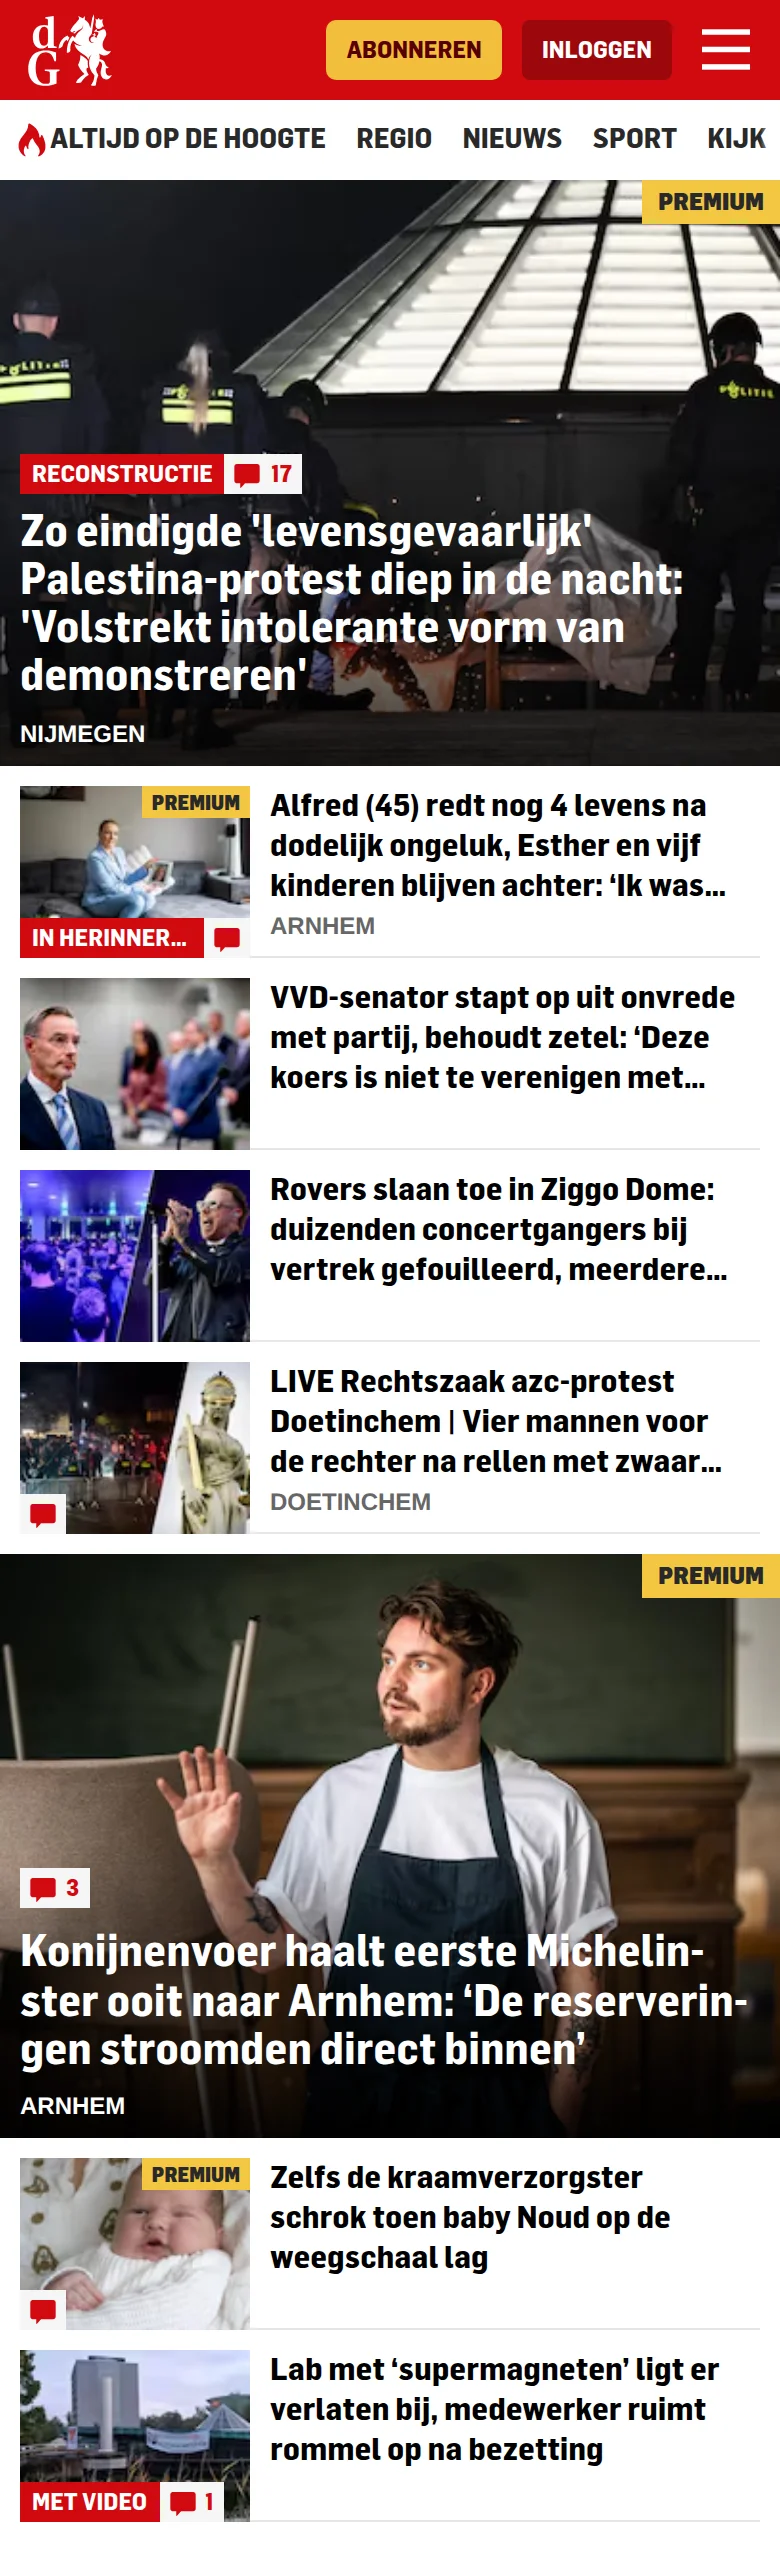 dG
ABONNEREN
INLOGGEN
ALTIJD OP DE HOOGTE REGIO NIEUWS SPORT KIJK
PREMIUM
POLITIE
RECONSTRUCTIE 17
Zo eindigde 'levensgevaarlijk'
Palestina-protest diep in de nacht:
'Volstrekt intolerante vorm van
demonstreren'
NIJMEGEN
PREMIUM
IN HERINNER...
Alfred (45) redt nog 4 levens na
dodelijk ongeluk, Esther en vijf
kinderen blijven achter: ‘Ik was...
ARNHEM
VVD-senator stapt op uit onvrede
met partij, behoudt zetel: ‘Deze
koers is niet te verenigen met...
Rovers slaan toe in Ziggo Dome:
duizenden concertgangers bij
vertrek gefouilleerd, meerdere...
LIVE Rechtszaak azc-protest
Doetinchem | Vier mannen voor
de rechter na rellen met zwaar...
DOETINCHEM
PREMIUM
3
Konijnenvoer haalt eerste Michelin-
ster ooit naar Arnhem: ‘De reserverin-
gen stroomden direct binnen’
ARNHEM
PREMIUM
Zelfs de kraamverzorgster
schrok toen baby Noud op de
weegschaal lag
MET VIDEO 1
Lab met ‘supermagneten’ ligt er
verlaten bij, medewerker ruimt
rommel op na bezetting